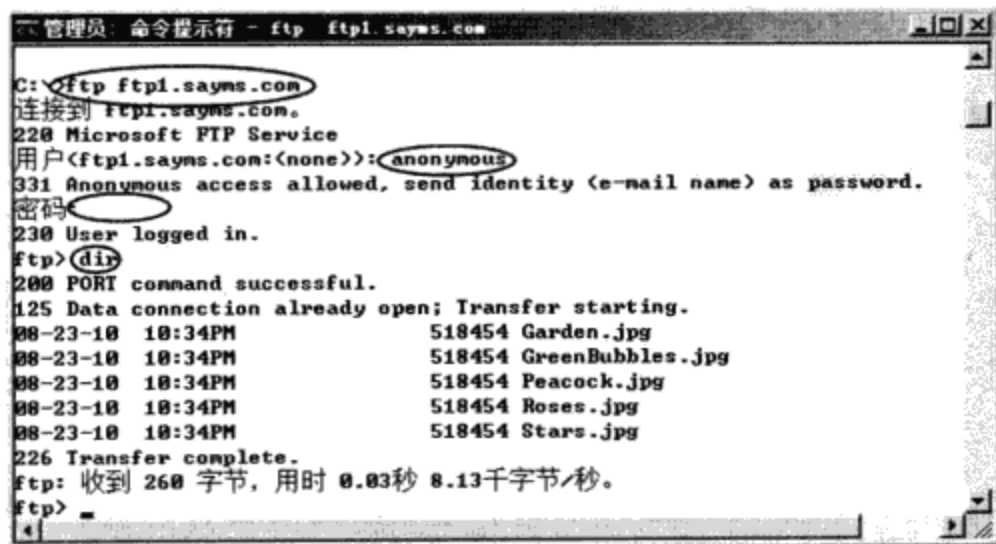 管理员: 命令提示符 - ftp ftp1.sayms.com
C:\>ftp ftp1.sayms.com
连接到 ftp1.sayms.com。
220 Microsoft FTP Service
用户(ftp1.sayms.com:(none)): anonymous
331 Anonymous access allowed, send identity (e-mail name) as password.
密码:
230 User logged in.
ftp> dir
200 PORT command successful.
125 Data connection already open; Transfer starting.
08-23-10 10:34PM 518454 Garden.jpg
08-23-10 10:34PM 518454 GreenBubbles.jpg
08-23-10 10:34PM 518454 Peacock.jpg
08-23-10 10:34PM 518454 Roses.jpg
08-23-10 10:34PM 518454 Stars.jpg
226 Transfer complete.
ftp: 收到 260 字节，用时 0.03秒 8.13千字节/秒。
ftp>